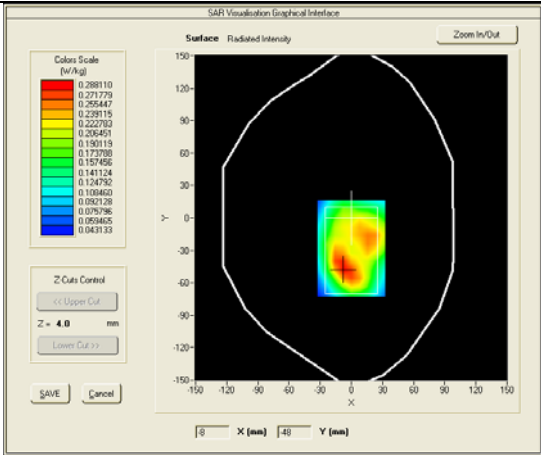 SAR Visualisation Graphical Interface
Surface Radiated Intensity
Zoom In/Out
Colors Scale
(W/kg)
0.288110
0.271779
0.255447
0.239115
0.222783
0.206451
0.190119
0.173788
0.157456
0.141124
0.124792
0.108460
0.092128
0.075796
0.059465
0.043133
Z-Cuts Control
<< Upper Cut
Z = 4.0 mm
Lower Cut >>
SAVE Cancel
150
120
90
60
30
0
-30
-60
-90
-120
-150
Y
-150 -120 -90 -60 -30 0 30 60 90 120 150
X
-8 X (mm) -48 Y (mm)